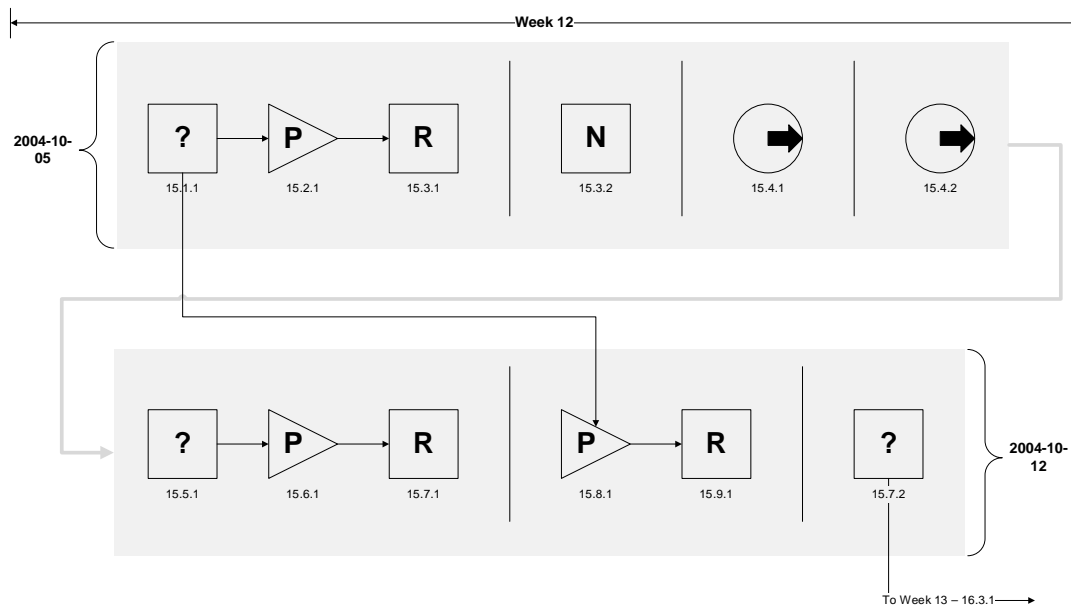 Week 12
2004-10-
05
? P R N
15.1.1 15.2.1 15.3.1 15.3.2 15.4.1 15.4.2
? P R P R ?
15.5.1 15.6.1 15.7.1 15.8.1 15.9.1 15.7.2
2004-10-
12
To Week 13 – 16.3.1